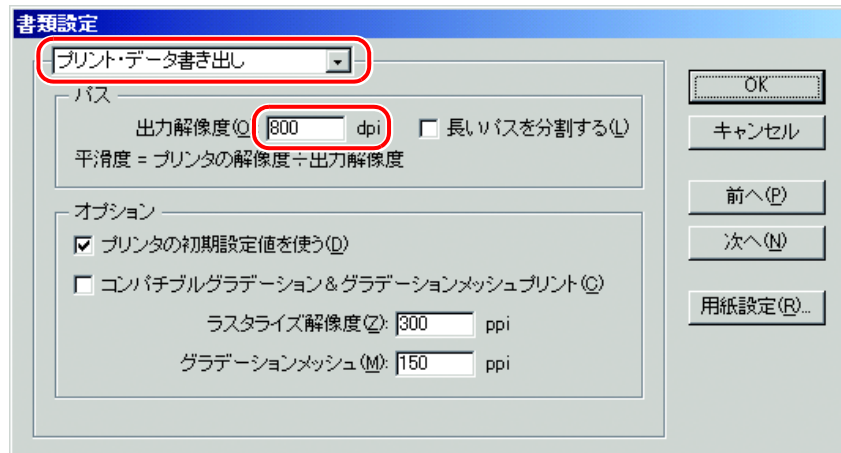 書類設定
プリント・データ書き出し
パス
出力解像度(O): 800 dpi 長いパスを分割する(L)
平滑度 = プリンタの解像度÷出力解像度
オプション
プリンタの初期設定値を使う(D)
コンパチブルグラデーション&グラデーションメッシュプリント(C)
ラスタライズ解像度(Z): 300 ppi
グラデーションメッシュ(M): 150 ppi
OK
キャンセル
前へ(P)
次へ(N)
用紙設定(R)...